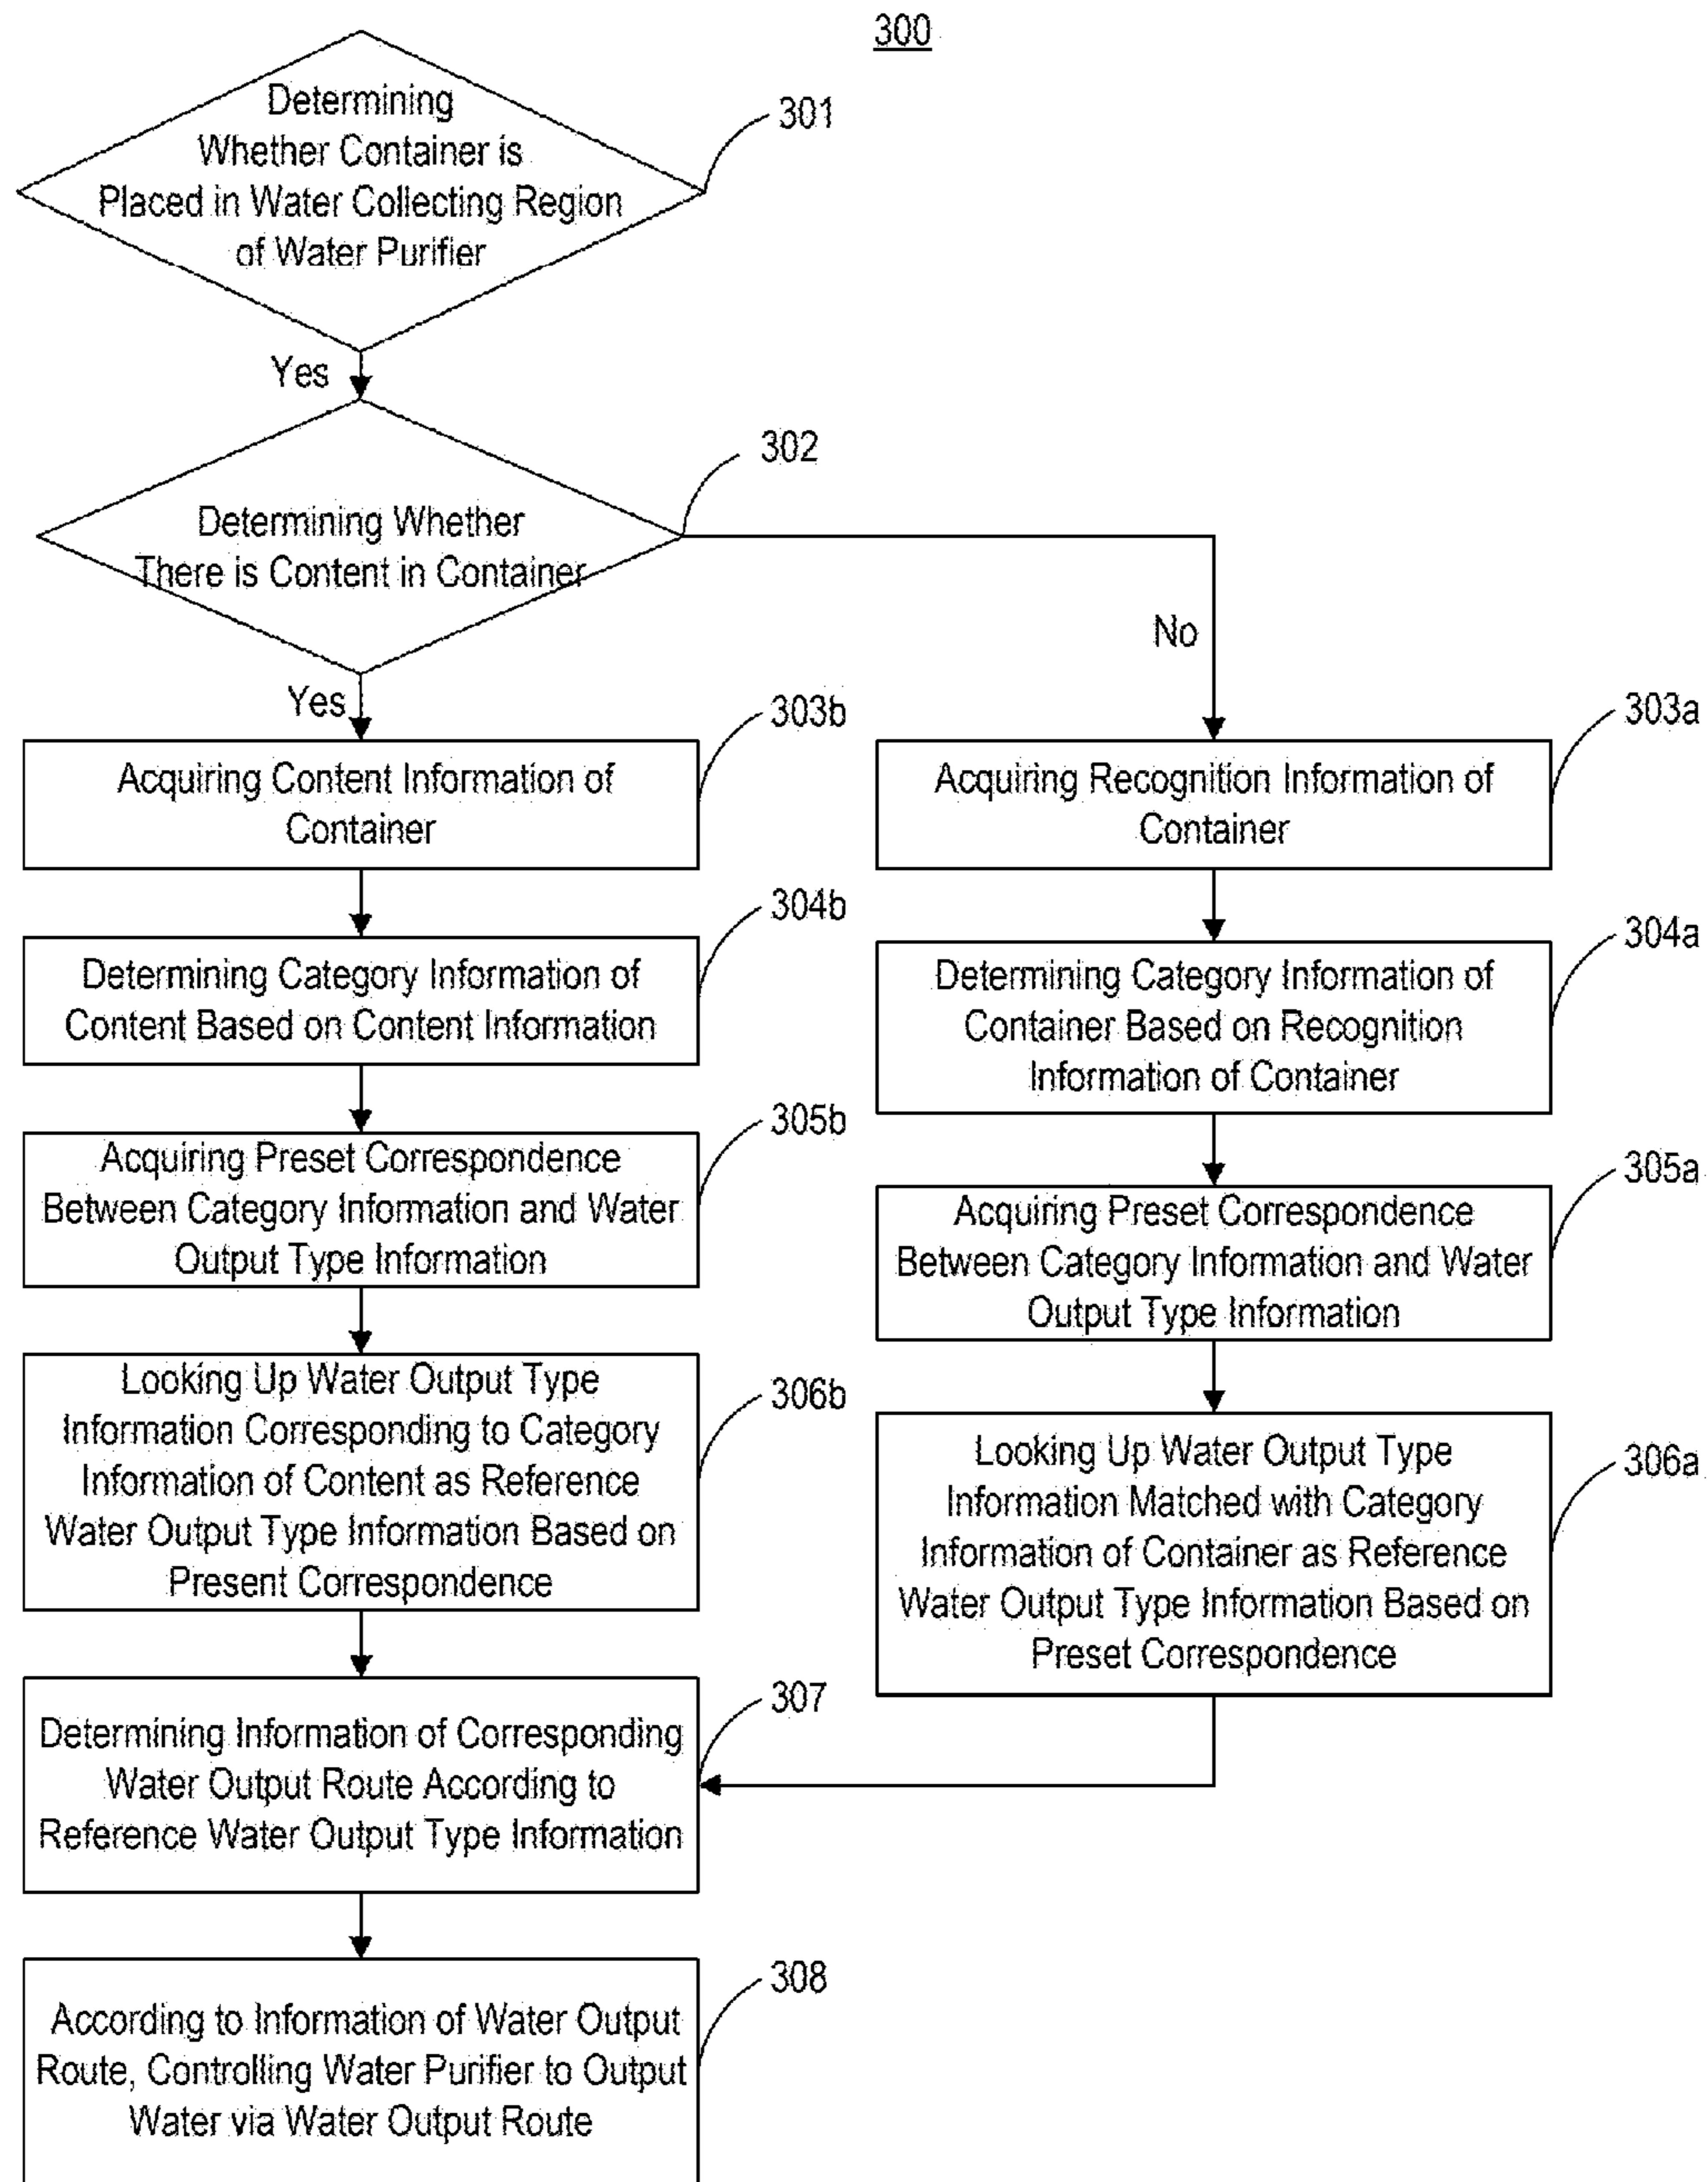 300
Determining
Whether Container is
Placed in Water Collecting Region
of Water Purifier
301
Yes
302
Determining Whether
There is Content in Container
No
Yes
303b
Acquiring Content Information of
Container
303a
Acquiring Recognition Information of
Container
304b
Determining Category Information of
Content Based on Content Information
304a
Determining Category Information of
Container Based on Recognition
Information of Container
305b
Acquiring Preset Correspondence
Between Category Information and Water
Output Type Information
305a
Acquiring Preset Correspondence
Between Category Information and Water
Output Type Information
306b
Looking Up Water Output Type
Information Corresponding to Category
Information of Content as Reference
Water Output Type Information Based on
Present Correspondence
306a
Looking Up Water Output Type
Information Matched with Category
Information of Container as Reference
Water Output Type Information Based on
Preset Correspondence
307
Determining Information of Corresponding
Water Output Route According to
Reference Water Output Type Information
308
According to Information of Water Output
Route, Controlling Water Purifier to Output
Water via Water Output Route